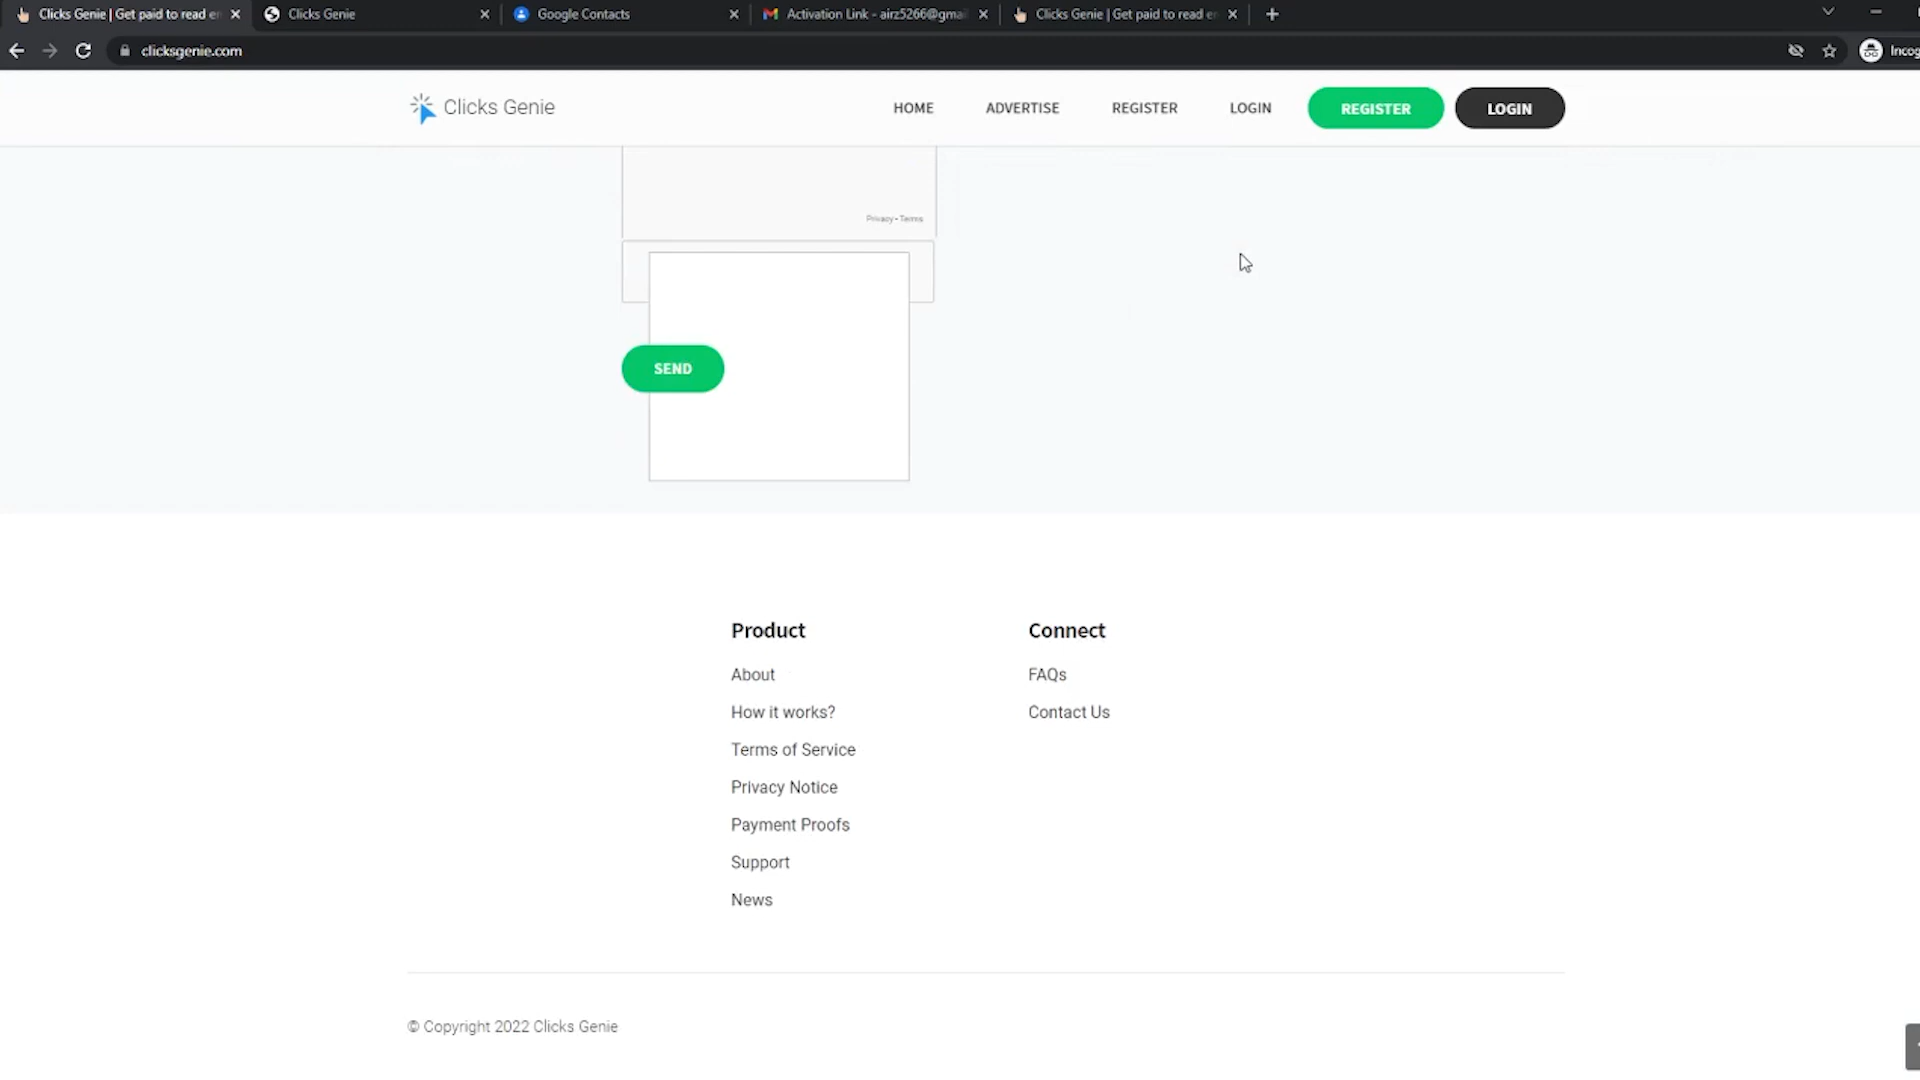 Clicks Genie | Get paid to read e
Clicks Genie
Google Contacts
Activation Link - airz5266@gma
Clicks Genie | Get paid to read e
clicksgenie.com
Incog
Clicks Genie
HOME
ADVERTISE
REGISTER
LOGIN
REGISTER
LOGIN
Privacy - Terms
SEND
Product
About
How it works?
Terms of Service
Privacy Notice
Payment Proofs
Support
News
Connect
FAQs
Contact Us
© Copyright 2022 Clicks Genie